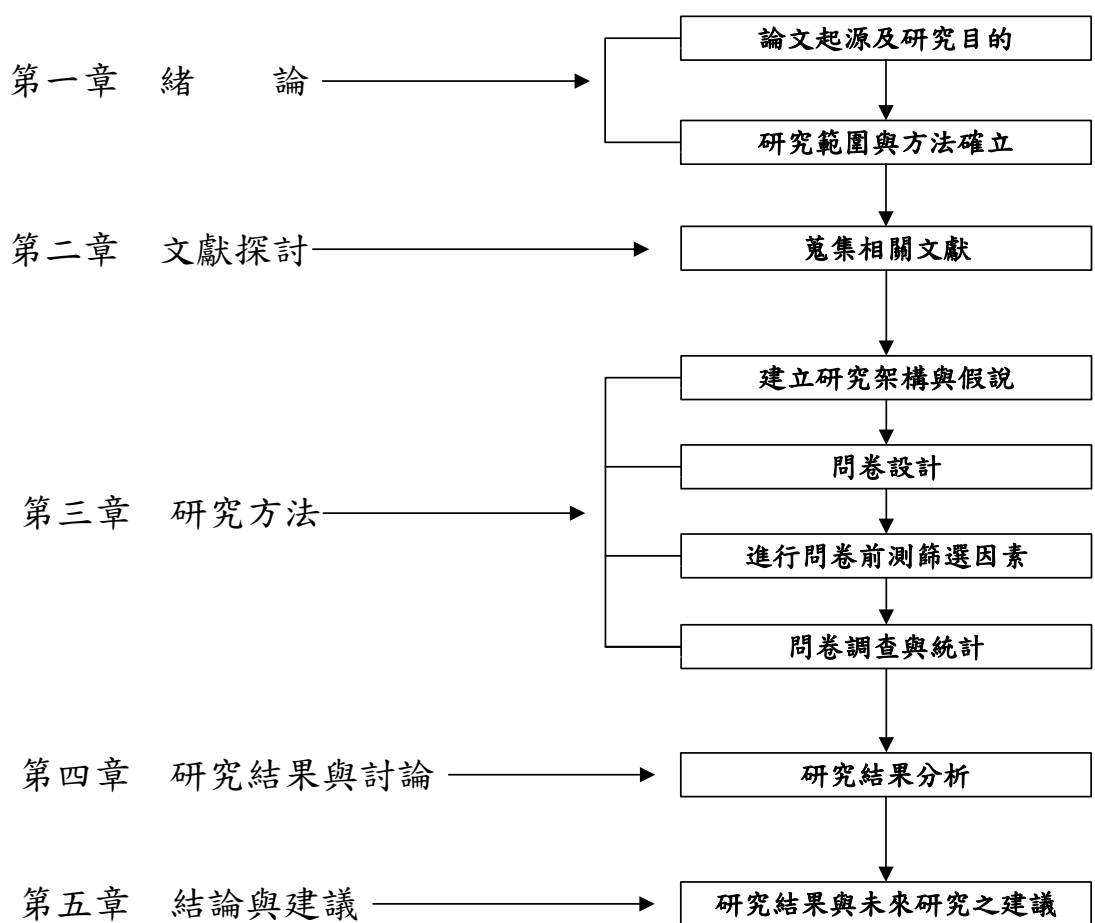 論文起源及研究目的
第一章　緒　　論
研究範圍與方法確立
第二章　文獻探討
蒐集相關文獻
建立研究架構與假說
問卷設計
第三章　研究方法
進行問卷前測篩選因素
問卷調查與統計
第四章　研究結果與討論
研究結果分析
第五章　結論與建議
研究結果與未來研究之建議